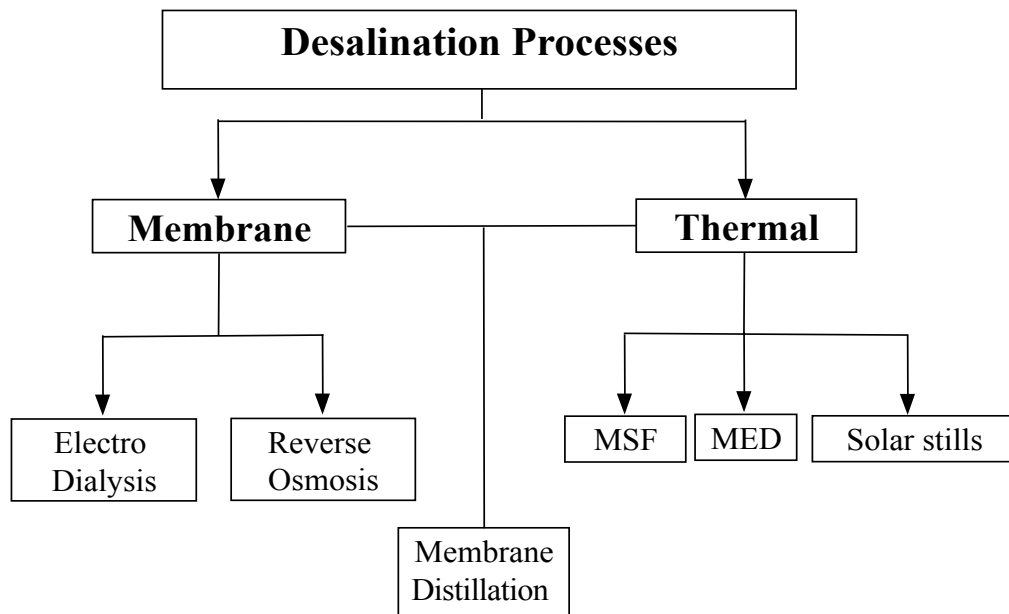 Desalination Processes
Membrane
Thermal
Electro
Dialysis
Reverse
Osmosis
MSF
MED
Solar stills
Membrane
Distillation